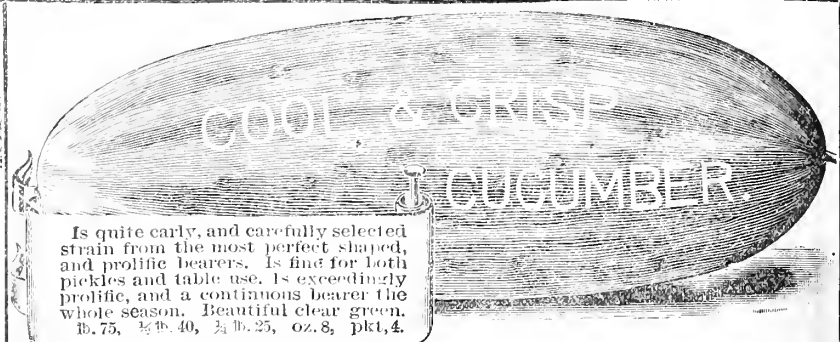 COOL & CRISP
CUCUMBER.
Is quite early, and carefully selected
strain from the most perfect shaped,
and prolific bearers. Is fine for both
pickles and table use. Is exceedingly
prolific, and a continuous bearer the
whole season. Beautiful clear green.
lb. 75, ½ lb. 40, ¼ lb. 25, oz. 8, pkt, 4.